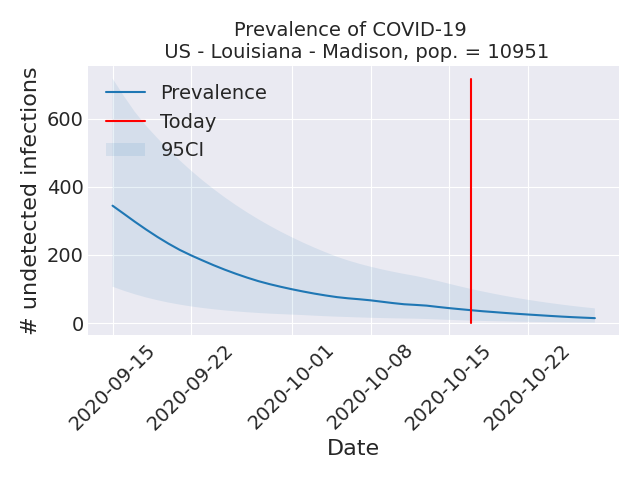 Prevalence of COVID-19
US - Louisiana - Madison, pop. = 10951
# undetected infections
600
400
200
0
Prevalence
Today
95CI
2020-09-15
2020-09-22
2020-10-01
2020-10-08
2020-10-15
2020-10-22
Date